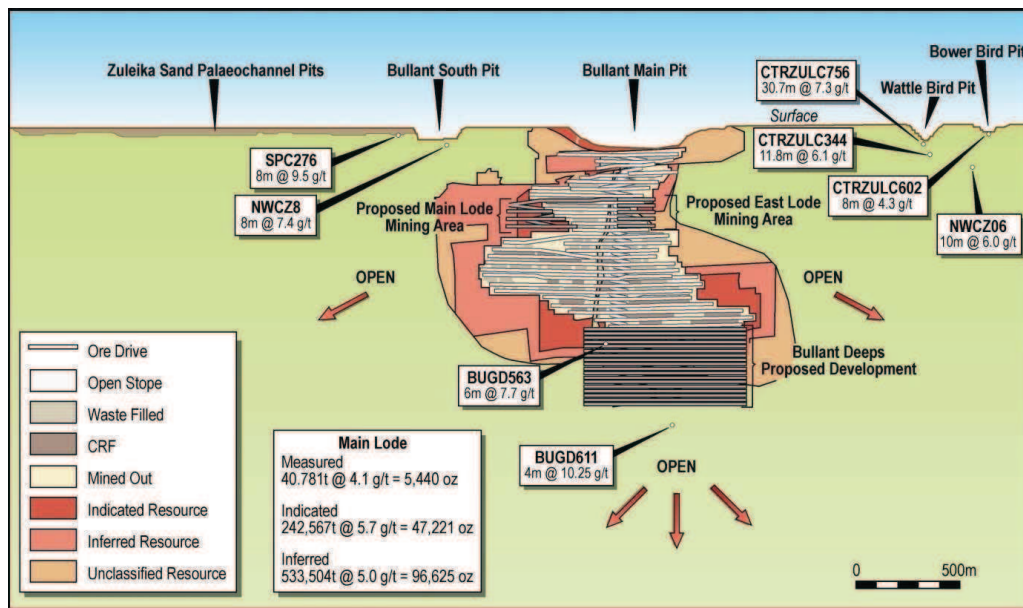 Zuleika Sand Palaeochannel Pits
Bullant South Pit
Bullant Main Pit
Bower Bird Pit
CTRZULC756
30.7m @ 7.3 g/t
Wattle Bird Pit
Surface
CTRZULC344
11.8m @ 6.1 g/t
SPC276
8m @ 9.5 g/t
CTRZULC602
8m @ 4.3 g/t
NWCZ8
8m @ 7.4 g/t
Proposed Main Lode
Mining Area
Proposed East Lode
Mining Area
NWCZ06
10m @ 6.0 g/t
OPEN
OPEN
Bullant Deeps
Proposed Development
BUGD563
6m @ 7.7 g/t
BUGD611
4m @ 10.25 g/t
OPEN
Ore Drive
Open Stope
Waste Filled
CRF
Mined Out
Indicated Resource
Inferred Resource
Unclassified Resource
Main Lode
Measured
40.781t @ 4.1 g/t = 5,440 oz
Indicated
242,567t @ 5.7 g/t = 47,221 oz
Inferred
533,504t @ 5.0 g/t = 96,625 oz
0 500m